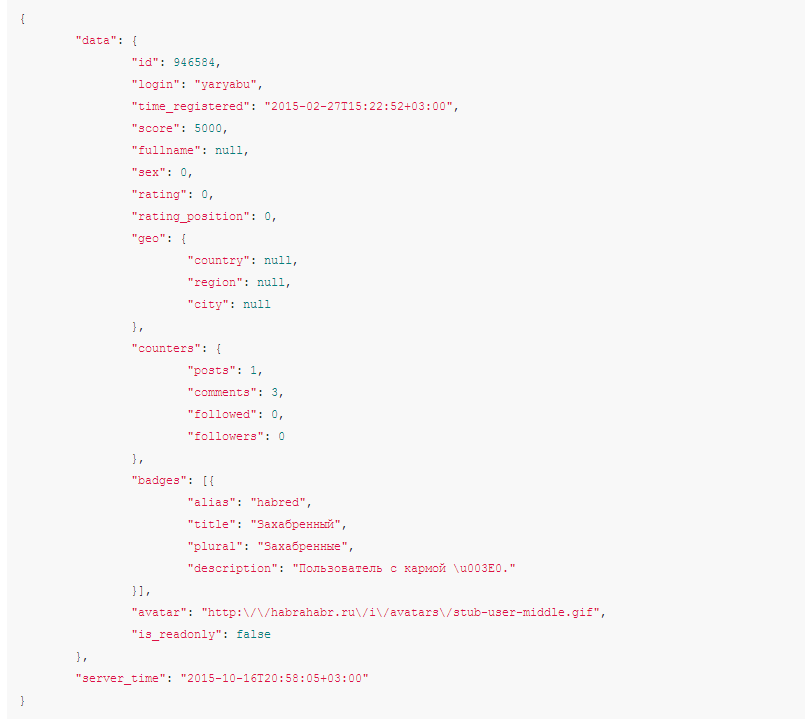 {
"data": {
"id": 946584,
"login": "yaryabu",
"time_registered": "2015-02-27T15:22:52+03:00",
"score": 5000,
"fullname": null,
"sex": 0,
"rating": 0,
"rating_position": 0,
"geo": {
"country": null,
"region": null,
"city": null
},
"counters": {
"posts": 1,
"comments": 3,
"followed": 0,
"followers": 0
},
"badges": [{
"alias": "habred",
"title": "Захабренный",
"plural": "Захабренные",
"description": "Пользователь с кармой \u003E0."
}],
"avatar": "http:\/\/habrahabr.ru\/i\/avatars\/stub-user-middle.gif",
"is_readonly": false
},
"server_time": "2015-10-16T20:58:05+03:00"
}